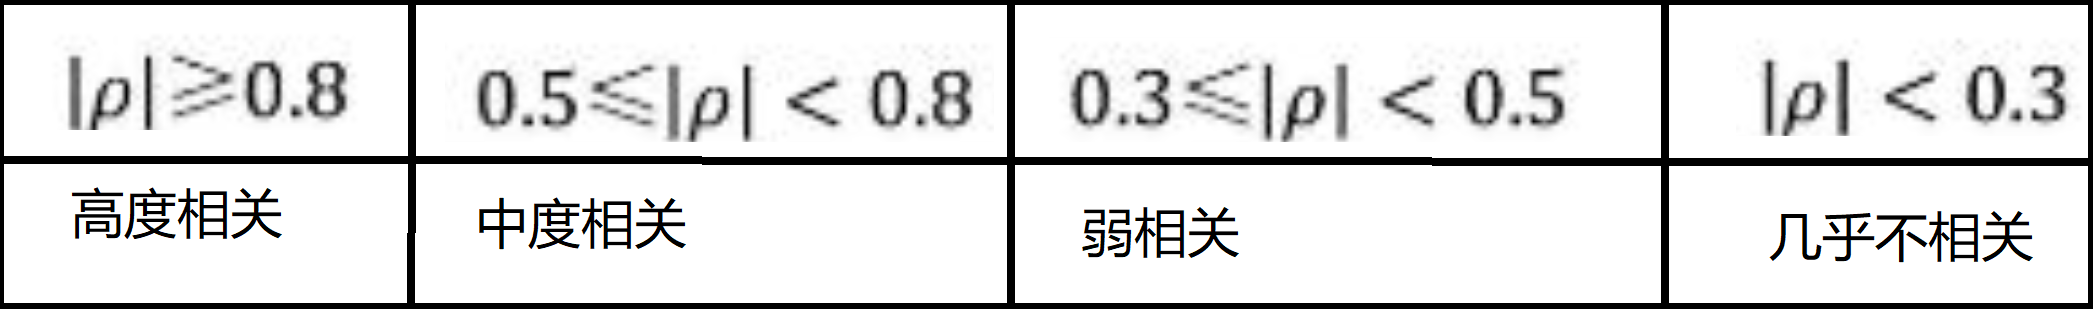 |ρ|⩾0.8 0.5⩽|ρ| < 0.8 0.3⩽|ρ| < 0.5 |ρ| < 0.3
高度相关 中度相关 弱相关 几乎不相关